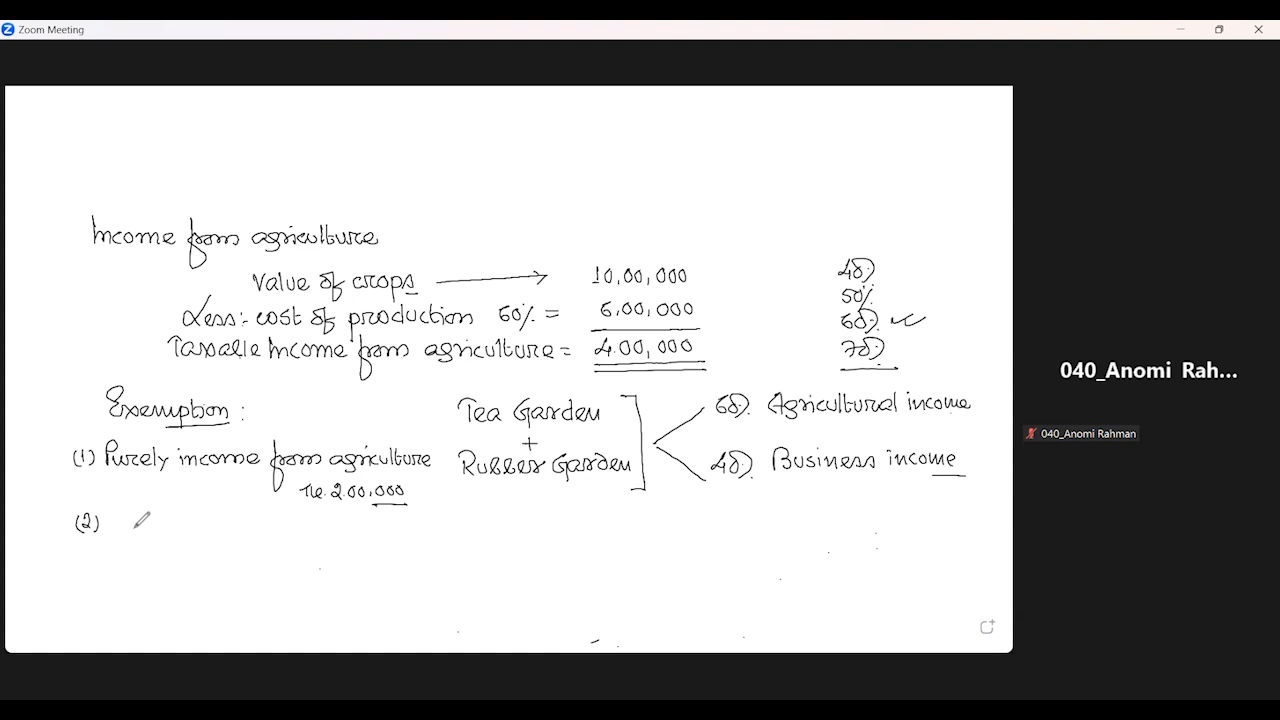 Zoom Meeting
Income from agriculture
Value of crops → 10,00,000
Less:- cost of production 60% = 6,00,000
Taxable Income from agriculture = 4,00,000
40%
50%
60% ✓
70%
Exemption :
(1) Purely income from agriculture
Tk. 2.00,000
(2)
Tea Garden
+
Rubber Garden
60% Agricultural income
40% Business income
040_Anomi Rah...
040_Anomi Rahman